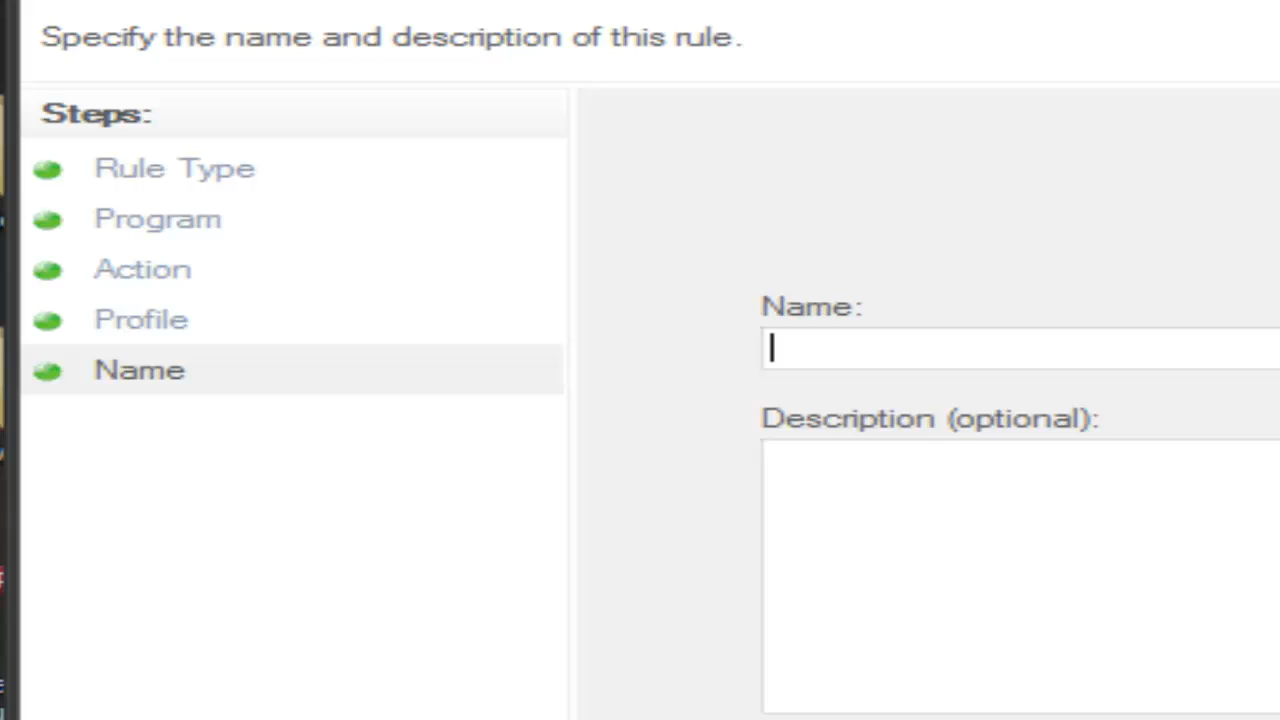 Specify the name and description of this rule.
Steps:
Rule Type
Program
Action
Profile
Name
Name:
Description (optional):